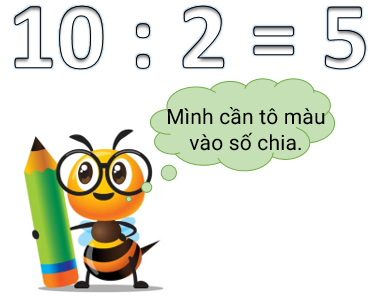 10 : 2 = 5
Mình cần tô màu
vào số chia.